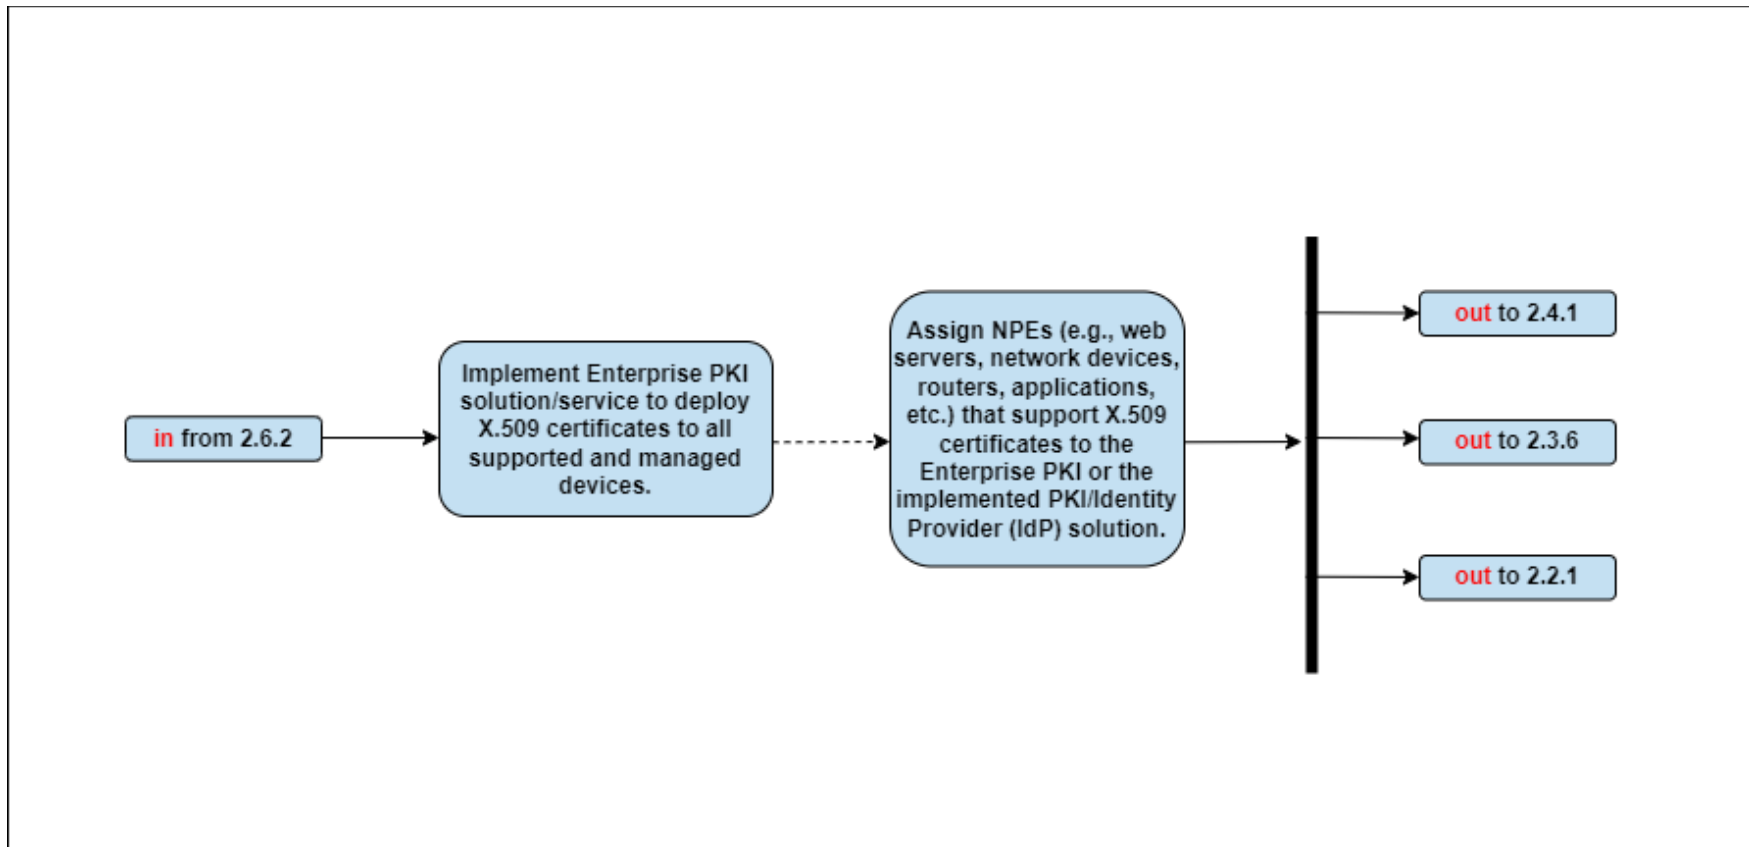 in from 2.6.2
Implement Enterprise PKI
solution/service to deploy
X.509 certificates to all
supported and managed
devices.
Assign NPEs (e.g., web
servers, network devices,
routers, applications,
etc.) that support X.509
certificates to the
Enterprise PKI or the
implemented PKI/Identity
Provider (IdP) solution.
out to 2.4.1
out to 2.3.6
out to 2.2.1